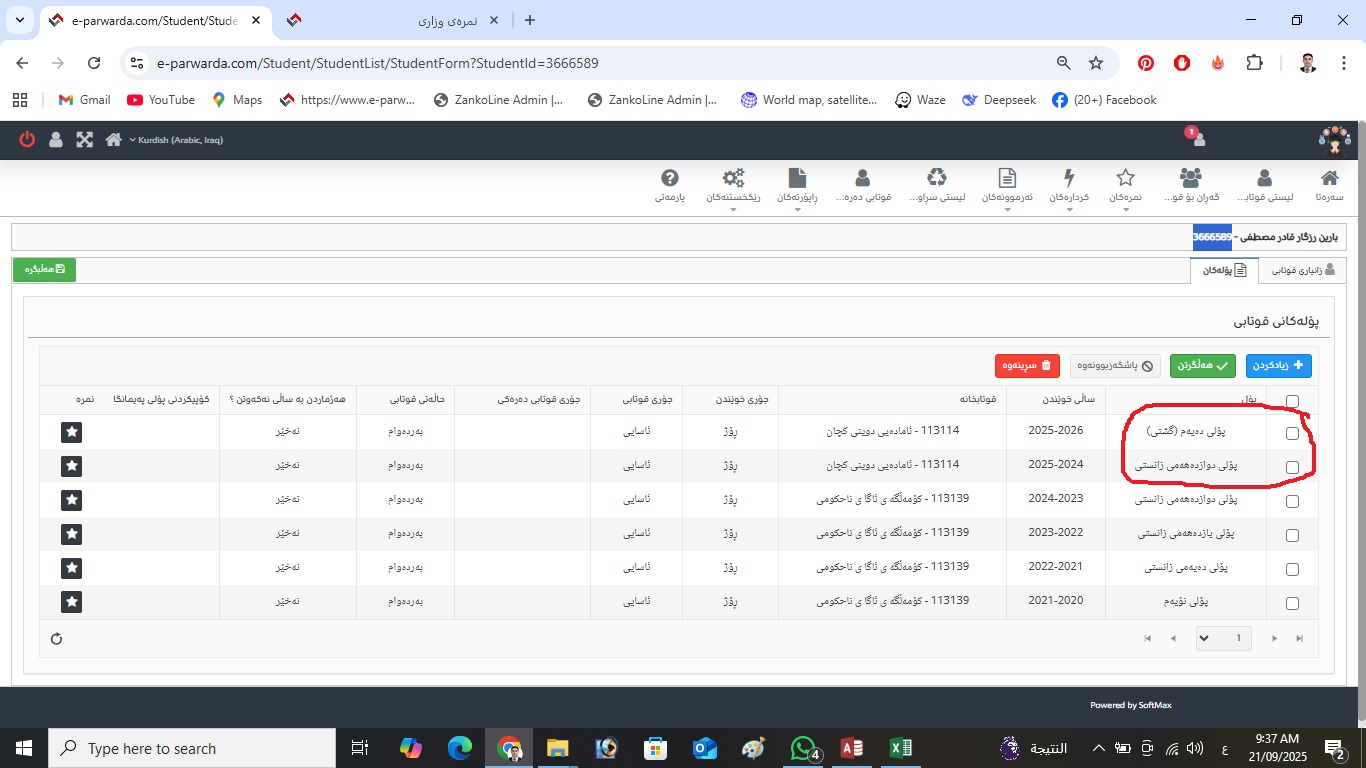 e-parwarda.com/Student/Stude
نمرەی وزاری
e-parwarda.com/Student/StudentList/StudentForm?StudentId=3666589
Gmail
YouTube
Maps
https://www.e-parw...
ZankoLine Admin |...
ZankoLine Admin |...
World map, satellite...
Waze
Deepseek
(20+) Facebook
Kurdish (Arabic, Iraq)
1
سەرەتا
لیستی قوتابـ...
گەڕان بۆ قو...
نمرەکان
کردارەکان
ئەزموونەکان
لیستی سڕاو...
قوتابی دەرە...
ڕاپۆرتەکان
ڕێکخستنەکان
یارمەتی
بارین رزگار قادر مصطفی - 3666589
زانیاری قوتابی
پۆلەکان
هەڵبگرە
پۆلەکانی قوتابی
زیادکردن
هەڵگرتن
پاشگەزبوونەوە
سڕینەوە
پۆل
ساڵی خوێندن
قوتابخانە
جۆری خوێندن
جۆری قوتابی
جۆری قوتابی دەرەکی
حاڵەتی قوتابی
هەژماردن بە ساڵی نەکەوتن ؟
کۆپیکردنی پۆلی پەیمانگا
نمرە
پۆلی دەیەم (گشتی) 2025-2026 113114 - ئامادەیی دوینی کچان ڕۆژ ئاسایی بەردەوام نەخێر
پۆلی دوازدەهەمی زانستی 2025-2024 113114 - ئامادەیی دوینی کچان ڕۆژ ئاسایی بەردەوام نەخێر
پۆلی دوازدەهەمی زانستی 2024-2023 113139 - کۆمەڵگە ی ئاگا ی ناحکومی ڕۆژ ئاسایی بەردەوام نەخێر
پۆلی یازدەهەمی زانستی 2023-2022 113139 - کۆمەڵگە ی ئاگا ی ناحکومی ڕۆژ ئاسایی بەردەوام نەخێر
پۆلی دەیەمی زانستی 2022-2021 113139 - کۆمەڵگە ی ئاگا ی ناحکومی ڕۆژ ئاسایی بەردەوام نەخێر
پۆلی نۆیەم 2021-2020 113139 - کۆمەڵگە ی ئاگا ی ناحکومی ڕۆژ ئاسایی بەردەوام نەخێر
1
Powered by SoftMax
Type here to search
4
النتيجة
ع
9:37 AM
21/09/2025
2